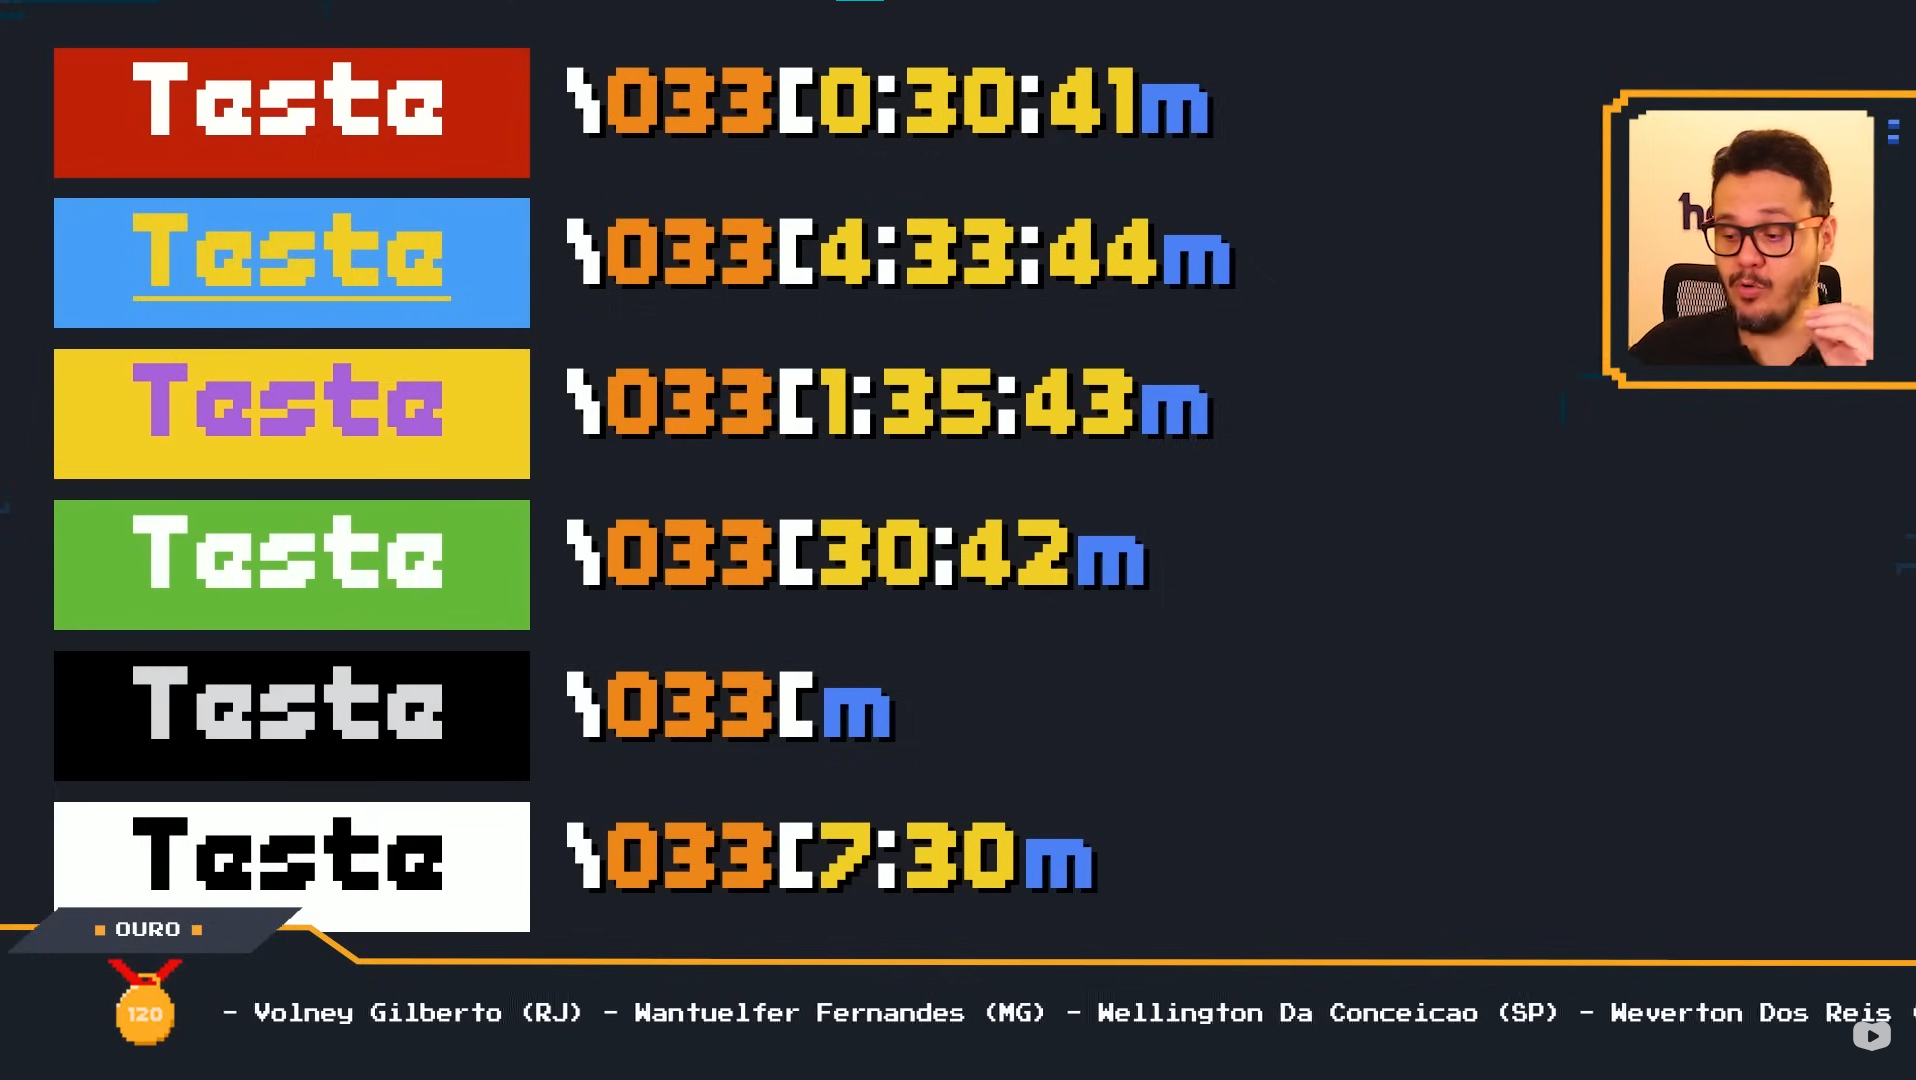 Teste \033[0:30:41m
Teste \033[4:33:44m
Teste \033[1:35:43m
Teste \033[30:42m
Teste \033[m
Teste \033[7:30m
OURO
120
- Volney Gilberto (RJ) - Wantuelfer Fernandes (MG) - Wellington Da Conceicao (SP) - Weverton Dos Reis